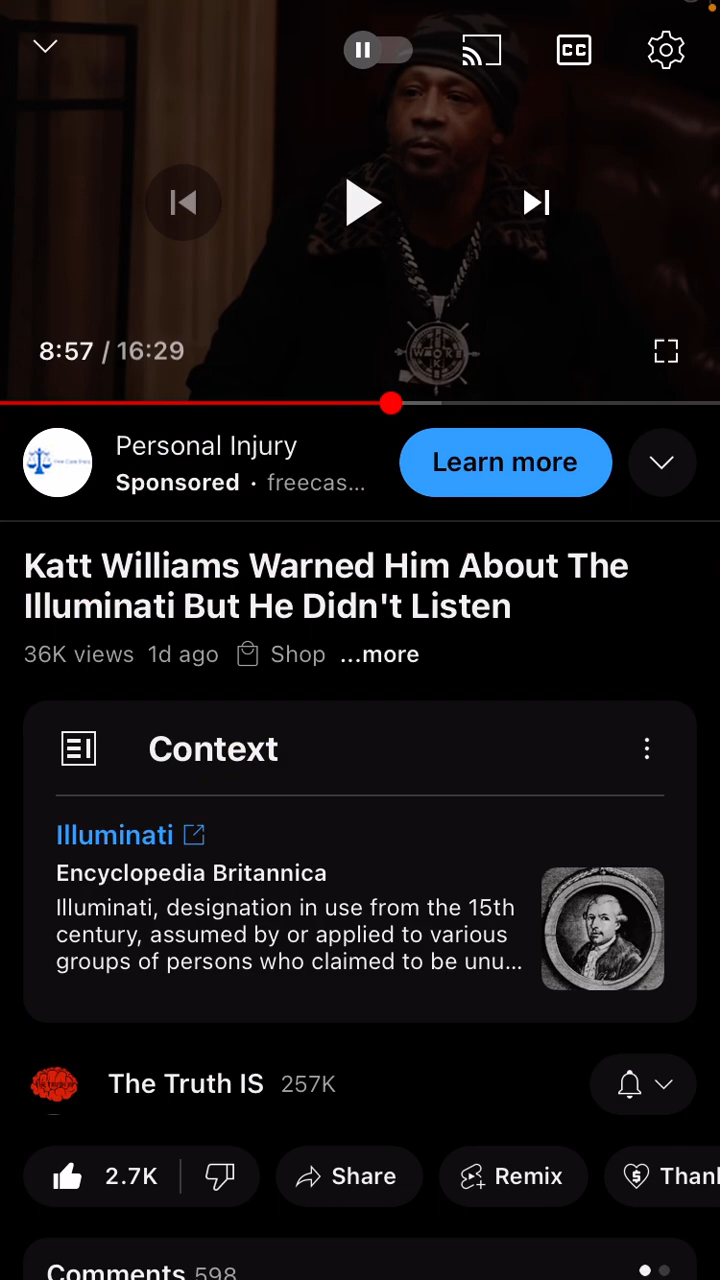 CC
WOKE
8:57 / 16:29
Personal Injury
Sponsored · freecas...
Learn more
Katt Williams Warned Him About The
Illuminati But He Didn't Listen
36K views 1d ago Shop ...more
Context
Illuminati
Encyclopedia Britannica
Illuminati, designation in use from the 15th
century, assumed by or applied to various
groups of persons who claimed to be unu...
The Truth IS 257K
2.7K
Share
Remix
Thank
Comments 598